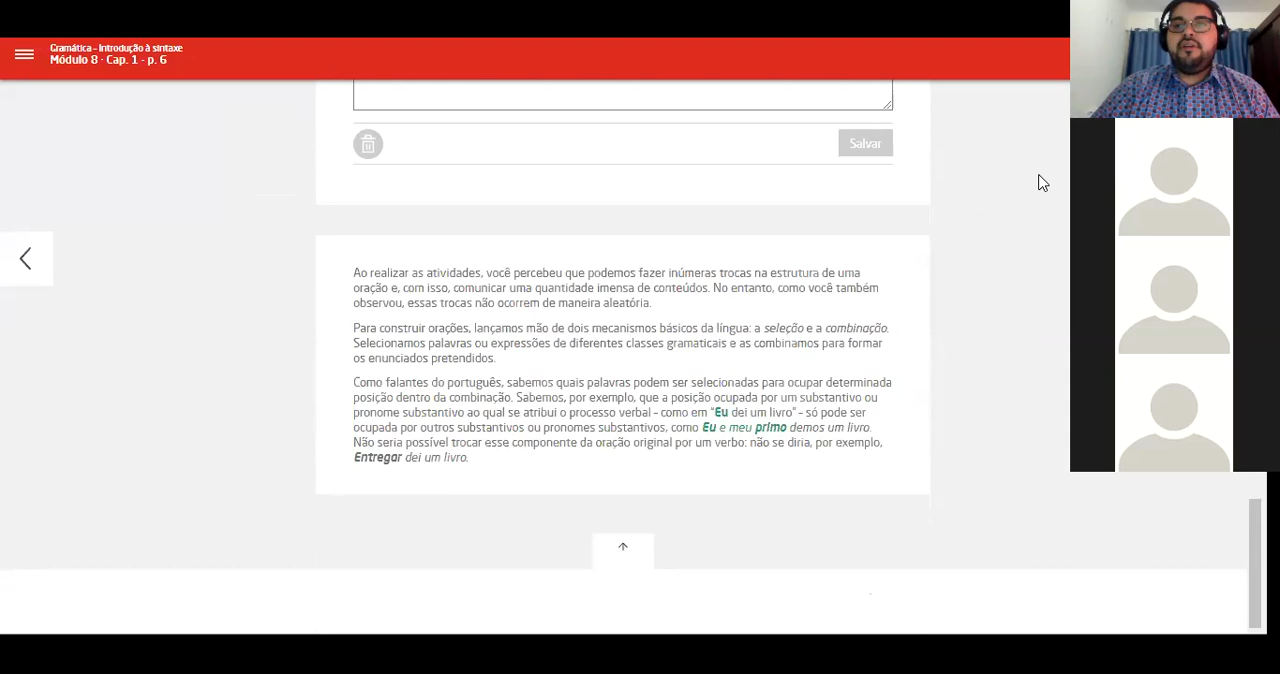 Gramática – Introdução à sintaxe
Módulo 8 · Cap. 1 - p. 6
Salvar
Ao realizar as atividades, você percebeu que podemos fazer inúmeras trocas na estrutura de uma
oração e, com isso, comunicar uma quantidade imensa de conteúdos. No entanto, como você também
observou, essas trocas não ocorrem de maneira aleatória.
Para construir orações, lançamos mão de dois mecanismos básicos da língua: a seleção e a combinação.
Selecionamos palavras ou expressões de diferentes classes gramaticais e as combinamos para formar
os enunciados pretendidos.
Como falantes do português, sabemos quais palavras podem ser selecionadas para ocupar determinada
posição dentro da combinação. Sabemos, por exemplo, que a posição ocupada por um substantivo ou
pronome substantivo ao qual se atribui o processo verbal – como em “Eu dei um livro” – só pode ser
ocupada por outros substantivos ou pronomes substantivos, como Eu e meu primo demos um livro.
Não seria possível trocar esse componente da oração original por um verbo: não se diria, por exemplo,
Entregar dei um livro.